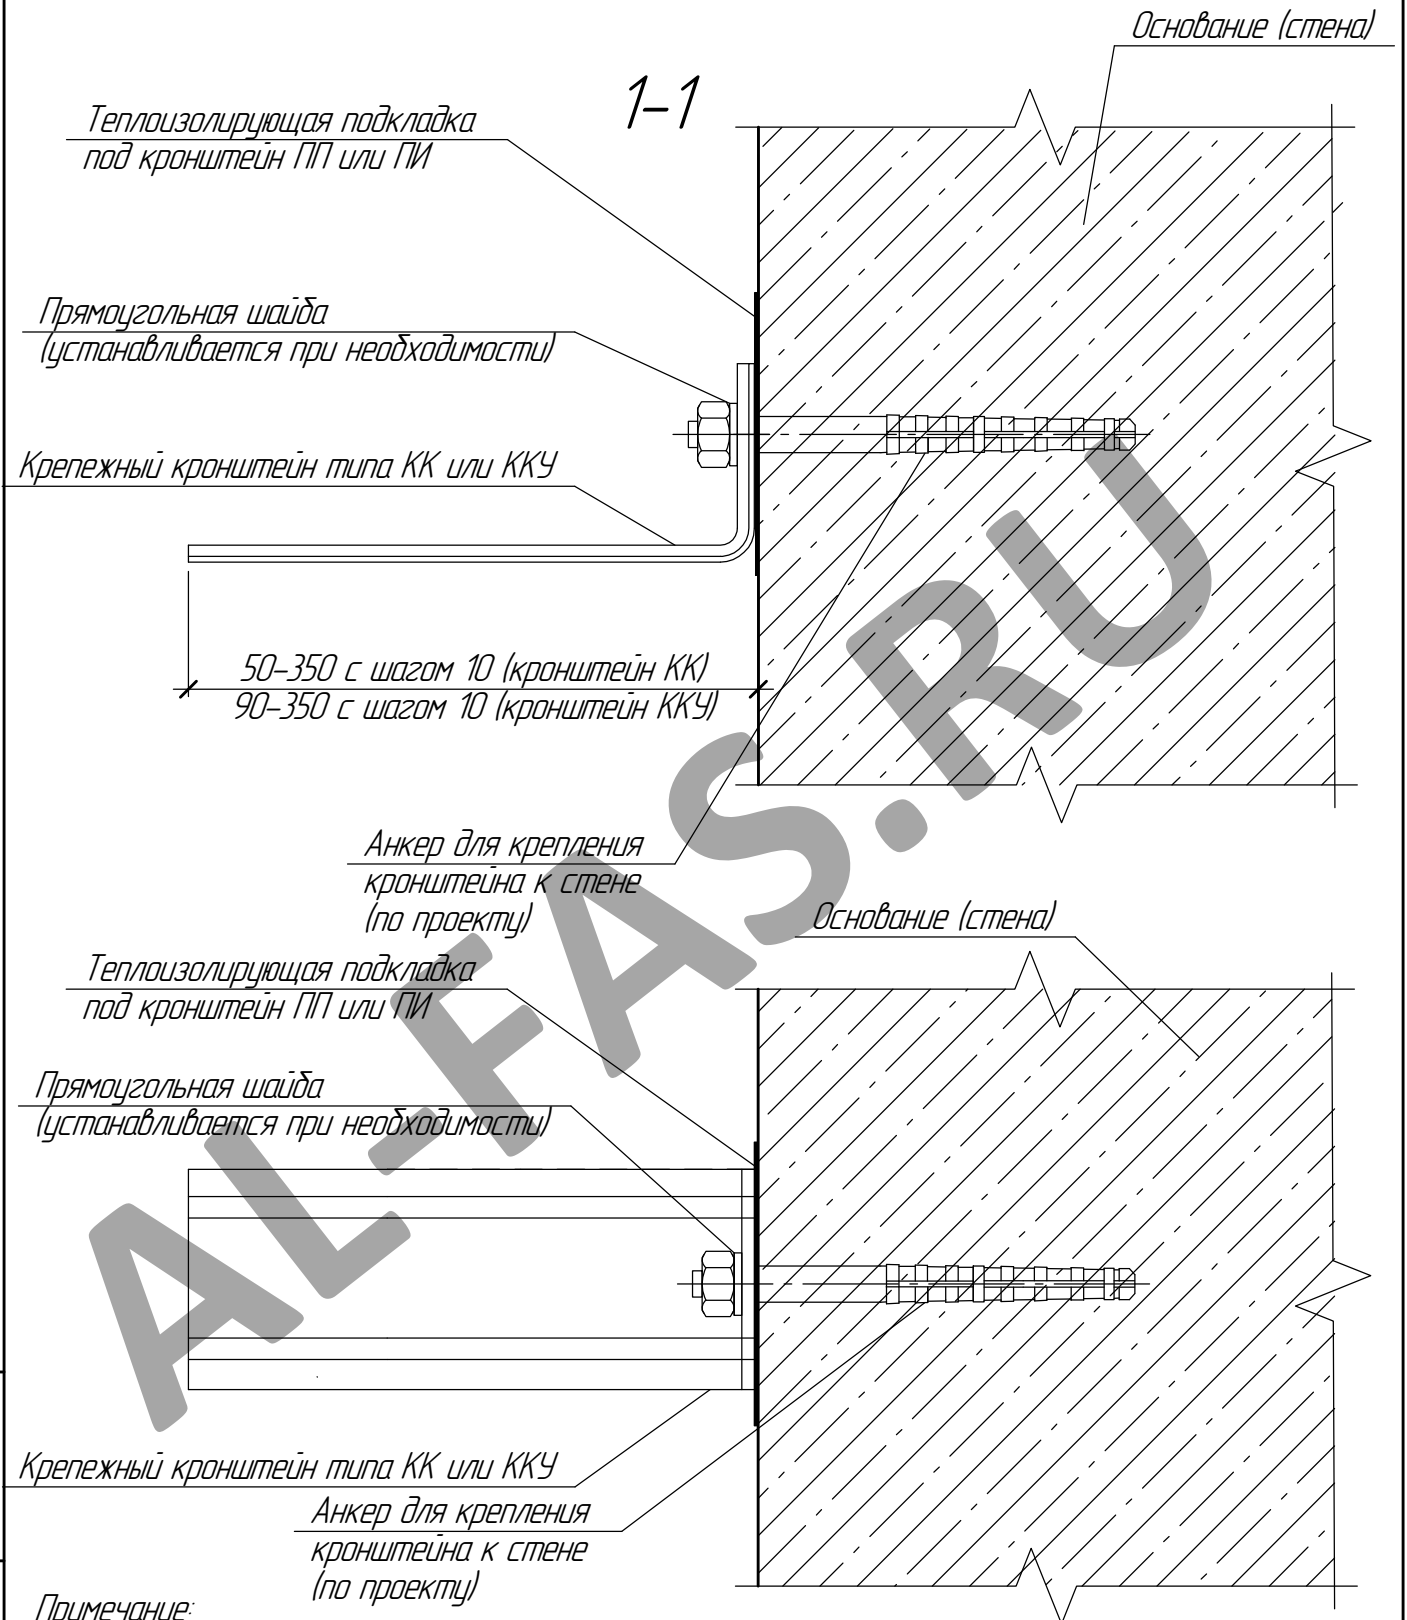 Основание (стена)
1-1
Теплоизолирующая подкладка
под кронштейн ПП или ПИ
Прямоугольная шайба
(устанавливается при необходимости)
Крепежный кронштейн типа КК или ККУ
50-350 с шагом 10 (кронштейн КК)
90-350 с шагом 10 (кронштейн ККУ)
Анкер для крепления
кронштейна к стене
(по проекту)
Основание (стена)
Теплоизолирующая подкладка
под кронштейн ПП или ПИ
Прямоугольная шайба
(устанавливается при необходимости)
Крепежный кронштейн типа КК или ККУ
Анкер для крепления
кронштейна к стене
(по проекту)
Примечание:
AL-FAS.RU